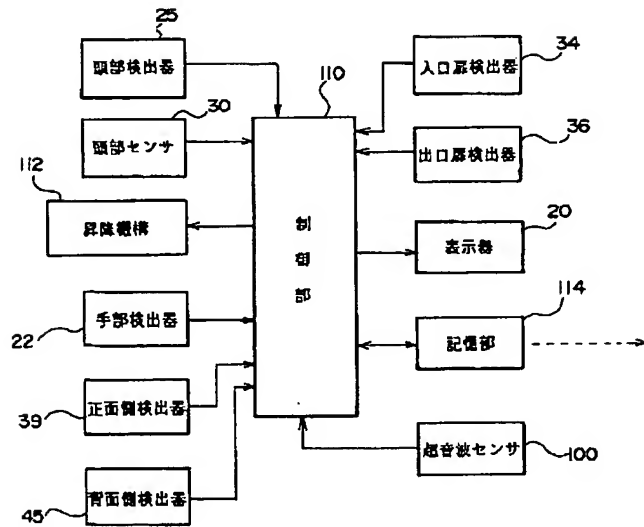 25
頭部検出器
30
頭部センサ
112
昇降機構
手部検出器
22
正面側検出器
39
背面側検出器
45
110
制御部
34
入口扉検出器
36
出口扉検出器
20
表示器
114
記憶部
超音波センサ
100